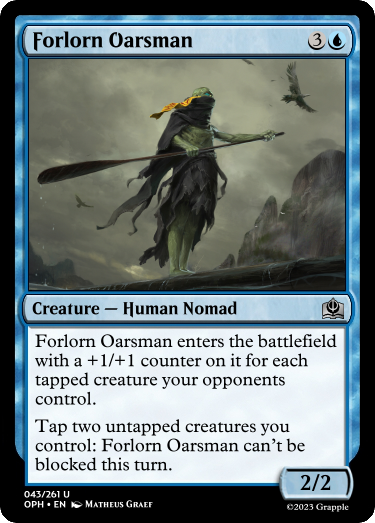 Forlorn Oarsman 3
Creature — Human Nomad
Forlorn Oarsman enters the battlefield
with a +1/+1 counter on it for each
tapped creature your opponents
control.
Tap two untapped creatures you
control: Forlorn Oarsman can't be
blocked this turn.
2/2
043/261 U
OPH • EN Matheus Graef
©2023 Grapple